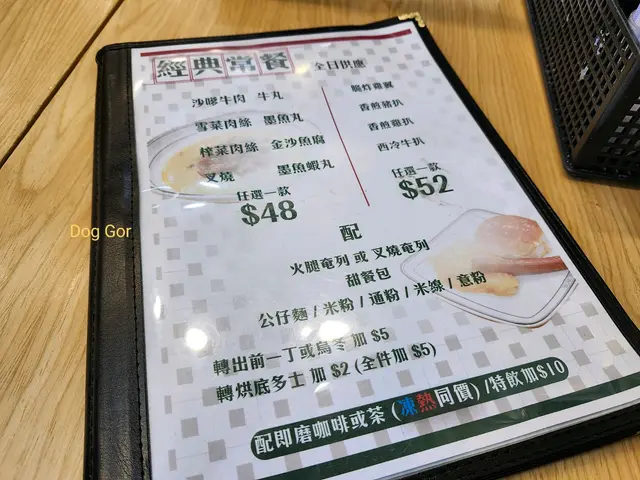 經典常餐 全日供應
沙嗲牛肉 牛丸
雪菜肉絲 墨魚丸
榨菜肉絲 金沙魚腐
叉燒 墨魚蝦丸
任選一款
$48
脆炸雞翼
香煎豬扒
香煎雞扒
西冷牛扒
任選一款
$52
配
火腿奄列 或 叉燒奄列
甜餐包
公仔麵 / 米粉 / 通粉 / 米線 / 意粉
轉出前一丁或烏冬 加 $5
轉烘底多士 加 $2 (全件加 $5)
配即磨咖啡或茶 (凍熱同價) /特飲加$10
Dog Gor